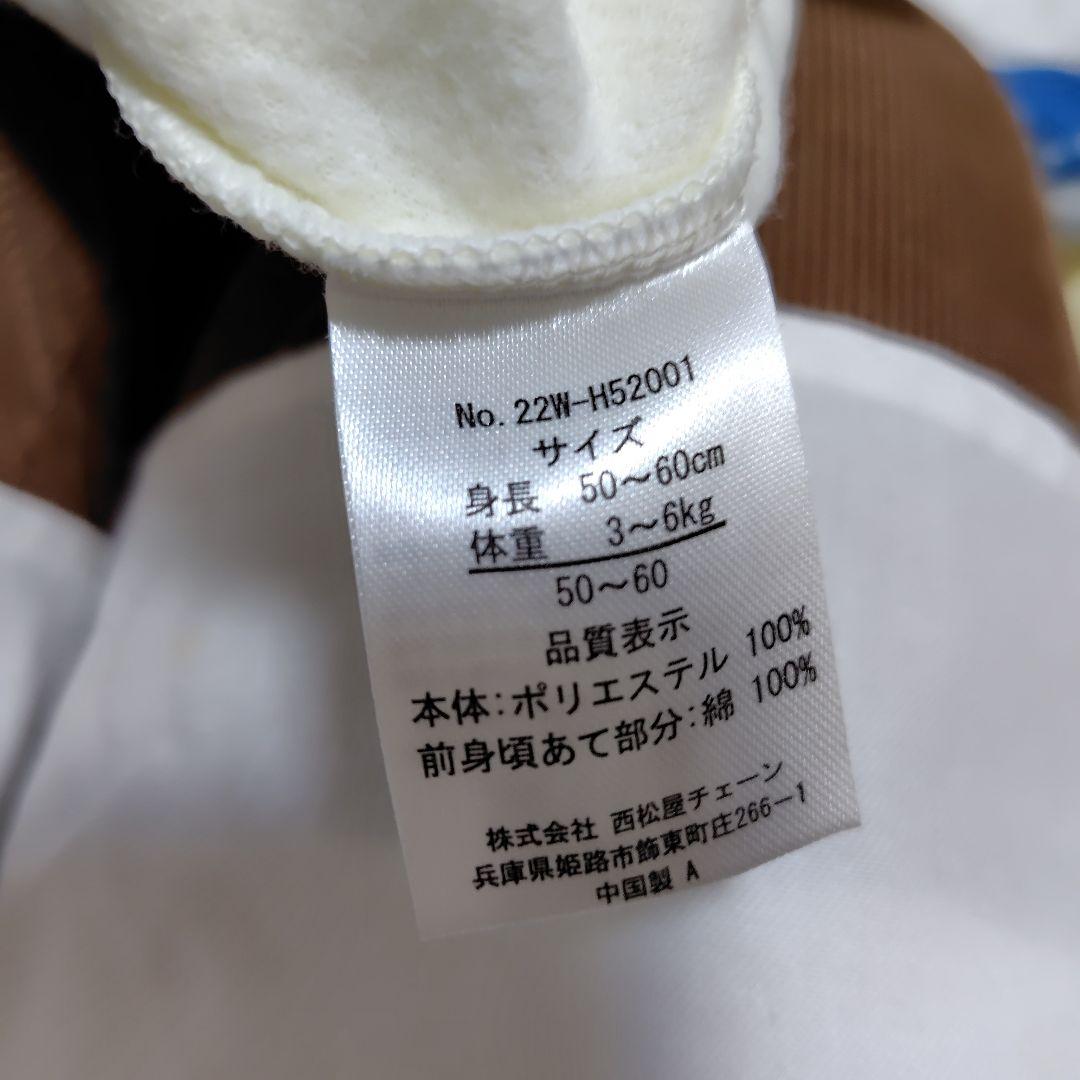 No.22W-H52001
サイズ
身長 50～60cm
体重 3～6kg
50～60
品質表示
本体:ポリエステル 100%
前身頃あて部分:綿 100%
株式会社 西松屋チェーン
兵庫県姫路市飾東町庄266-1
中国製 A